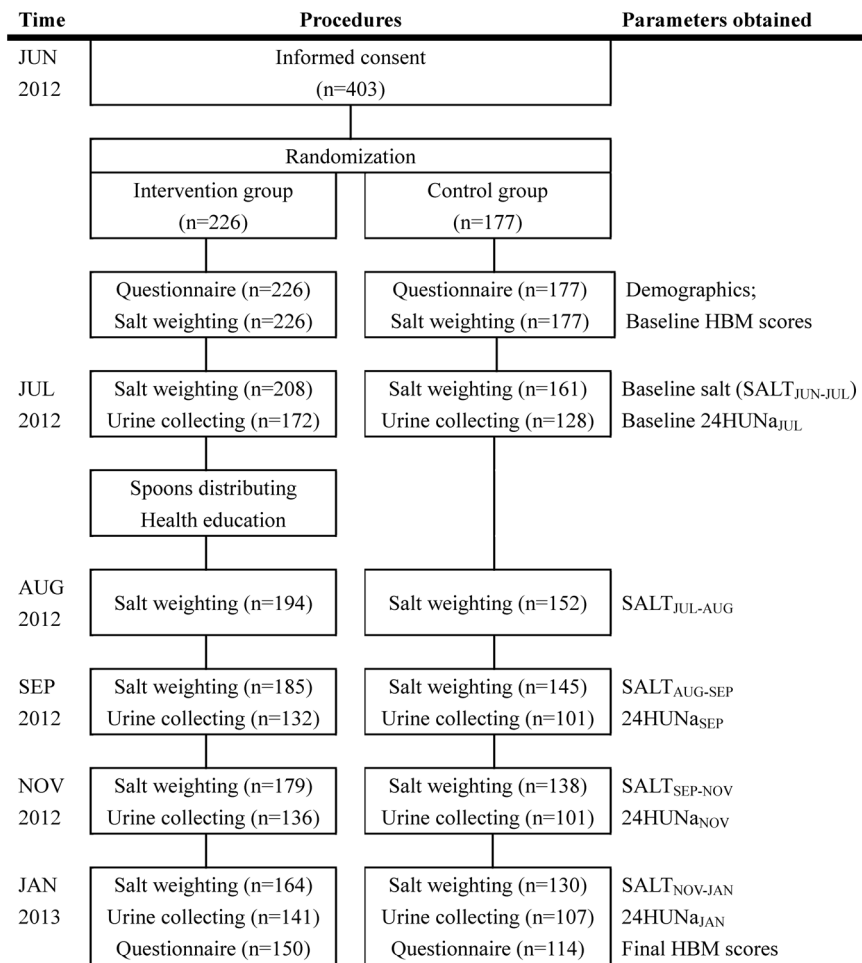 Time Procedures Parameters obtained
JUN Informed consent
2012 (n=403)
Randomization
Intervention group Control group
(n=226) (n=177)
Questionnaire (n=226) Questionnaire (n=177) Demographics;
Salt weighting (n=226) Salt weighting (n=177) Baseline HBM scores
JUL Salt weighting (n=208) Salt weighting (n=161) Baseline salt (SALTJUN-JUL)
2012 Urine collecting (n=172) Urine collecting (n=128) Baseline 24HUNaJUL
Spoons distributing
Health education
AUG
2012
Salt weighting (n=194) Salt weighting (n=152) SALTJUL-AUG
SEP Salt weighting (n=185) Salt weighting (n=145) SALTAUG-SEP
2012 Urine collecting (n=132) Urine collecting (n=101) 24HUNaSEP
NOV Salt weighting (n=179) Salt weighting (n=138) SALTSEP-NOV
2012 Urine collecting (n=136) Urine collecting (n=101) 24HUNaNOV
JAN Salt weighting (n=164) Salt weighting (n=130) SALTNOV-JAN
2013 Urine collecting (n=141) Urine collecting (n=107) 24HUNaJAN
Questionnaire (n=150) Questionnaire (n=114) Final HBM scores